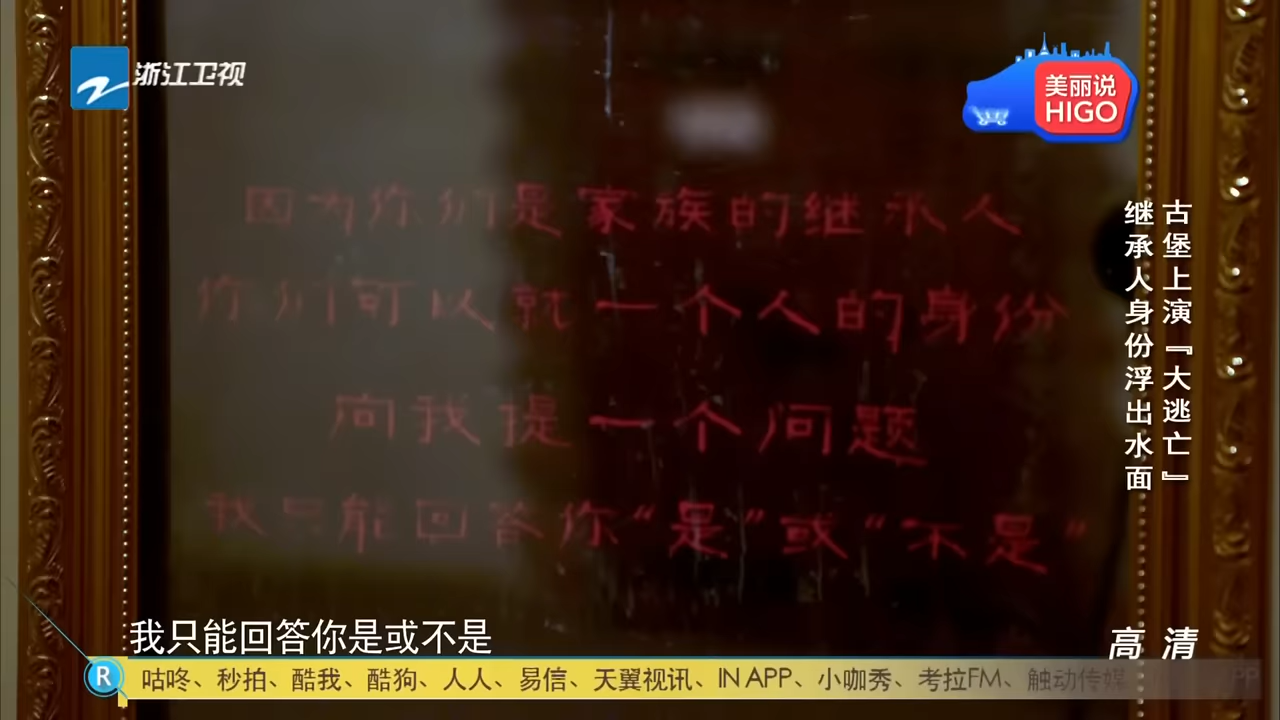 浙江卫视
美丽说
HIGO
因为你们是家族的继承人
你们可以就一个人的身份
向我提一个问题
我只能回答你“是”或“不是”
古堡上演『大逃亡』
继承人身份浮出水面
我只能回答你是或不是
高清
R
咕咚、秒拍、酷我、酷狗、人人、易信、天翼视讯、IN APP、小咖秀、考拉FM、触动传媒